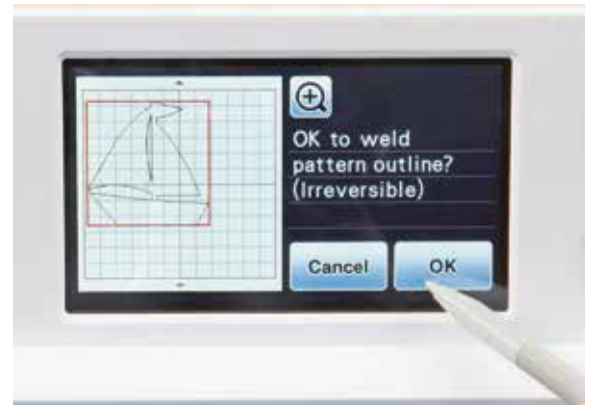 OK to weld
pattern outline?
(Irreversible)
Cancel
OK